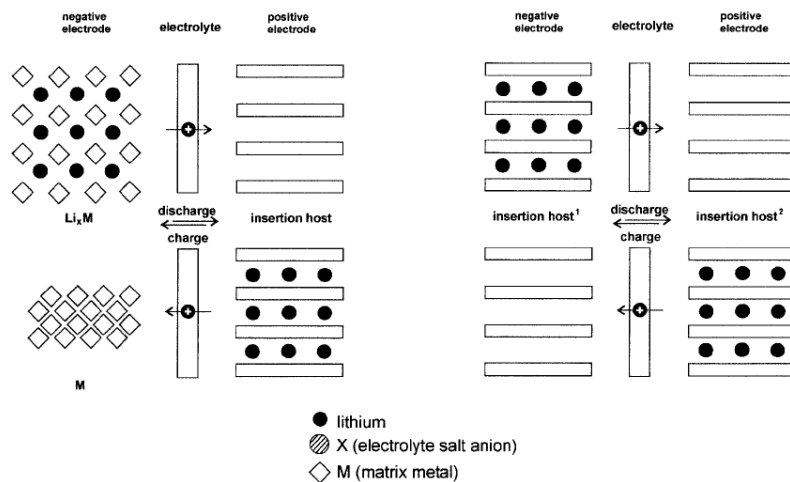 negative
electrode
electrolyte
positive
electrode
LiₓM
discharge
charge
insertion host
M
negative
electrode
electrolyte
positive
electrode
insertion host¹
discharge
charge
insertion host²
lithium
X (electrolyte salt anion)
M (matrix metal)